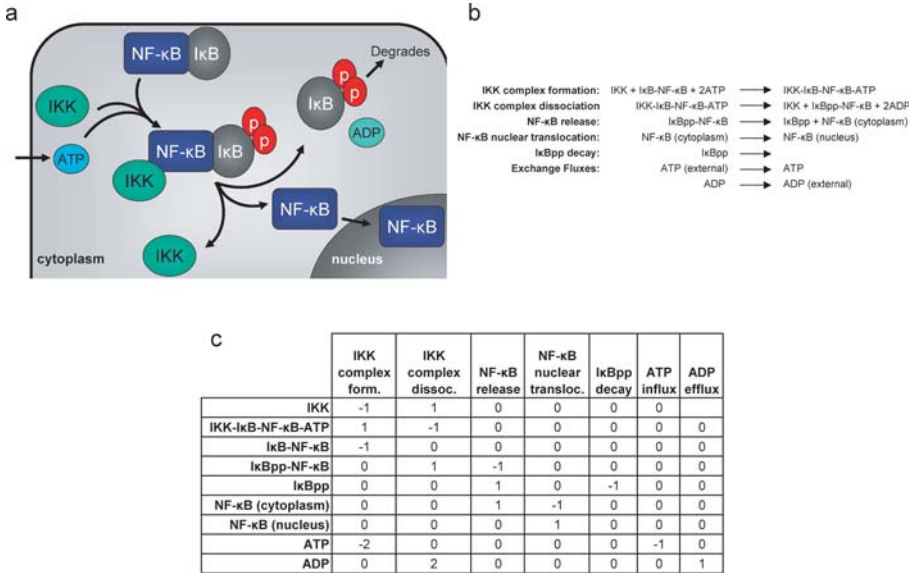 a
NF-κB IκB
IKK
ATP
NF-κB IκB p p
IKK
IκB p p
Degrades
ADP
NF-κB
NF-κB
IKK
cytoplasm
nucleus
b
IKK complex formation: IKK + IκB-NF-κB + 2ATP → IKK-IκB-NF-κB-ATP
IKK complex dissociation IKK-IκB-NF-κB-ATP → IKK + IκBpp-NF-κB + 2ADP
NF-κB release: IκBpp-NF-κB → IκBpp + NF-κB (cytoplasm)
NF-κB nuclear translocation: NF-κB (cytoplasm) → NF-κB (nucleus)
IκBpp decay: IκBpp →
Exchange Fluxes: ATP (external) → ATP
ADP → ADP (external)
c
IKK complex form. IKK complex dissoc. NF-κB release NF-κB nuclear transloc. IκBpp decay ATP influx ADP efflux
IKK -1 1 0 0 0 0
IKK-IκB-NF-κB-ATP 1 -1 0 0 0 0 0
IκB-NF-κB -1 0 0 0 0 0 0
IκBpp-NF-κB 0 1 -1 0 0 0 0
IκBpp 0 0 1 0 -1 0 0
NF-κB (cytoplasm) 0 0 1 -1 0 0 0
NF-κB (nucleus) 0 0 0 1 0 0 0
ATP -2 0 0 0 0 -1 0
ADP 0 2 0 0 0 0 1